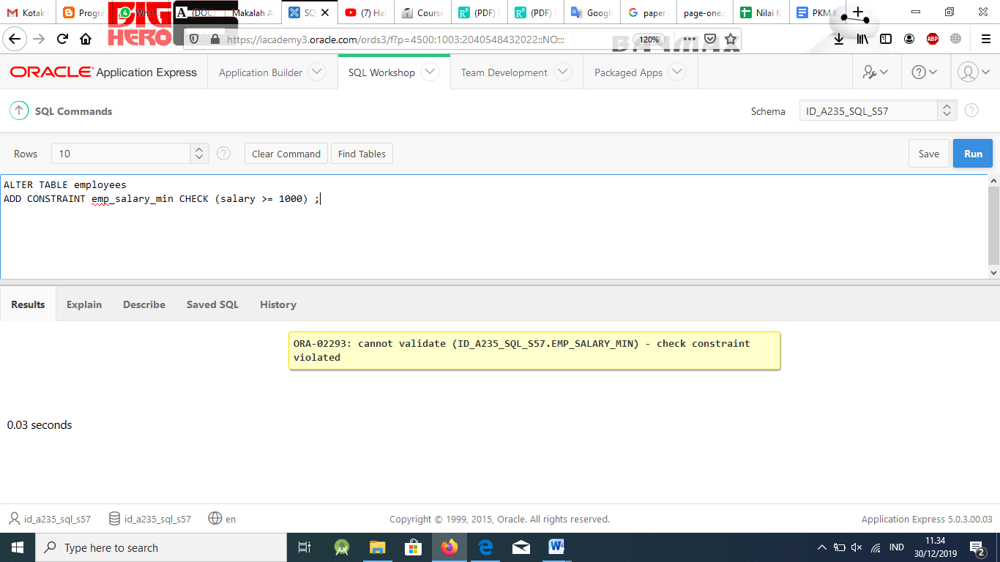 Kotak
Progra
What
(DOC)
Makalah A
SQ
(7) Hal
Course
(PDF)
(PDF)
Google
paper
page-one.
Nilai K
PKM K
BIG
HERO
https://iacademy3.oracle.com/ords3/f?p=4500:1003:2040548432022::NO:::
120%
ABP
ORACLE Application Express
Application Builder
SQL Workshop
Team Development
Packaged Apps
SQL Commands
Schema
ID_A235_SQL_S57
Rows
10
Clear Command
Find Tables
Save
Run
ALTER TABLE employees
ADD CONSTRAINT emp_salary_min CHECK (salary >= 1000) ;
Results
Explain
Describe
Saved SQL
History
ORA-02293: cannot validate (ID_A235_SQL_S57.EMP_SALARY_MIN) - check constraint
violated
0.03 seconds
id_a235_sql_s57
id_a235_sql_s57
en
Copyright © 1999, 2015, Oracle. All rights reserved.
Application Express 5.0.3.00.03
Type here to search
IND
11.34
30/12/2019
2